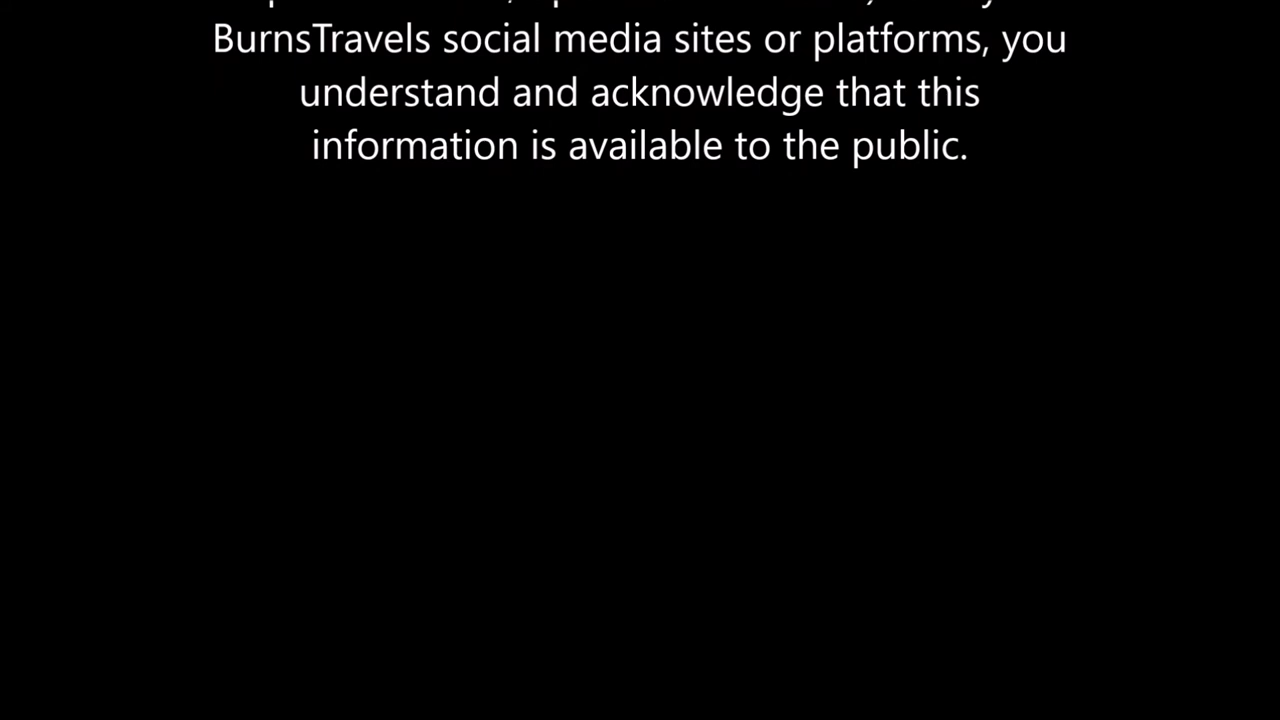 BurnsTravels social media sites or platforms, you
understand and acknowledge that this
information is available to the public.